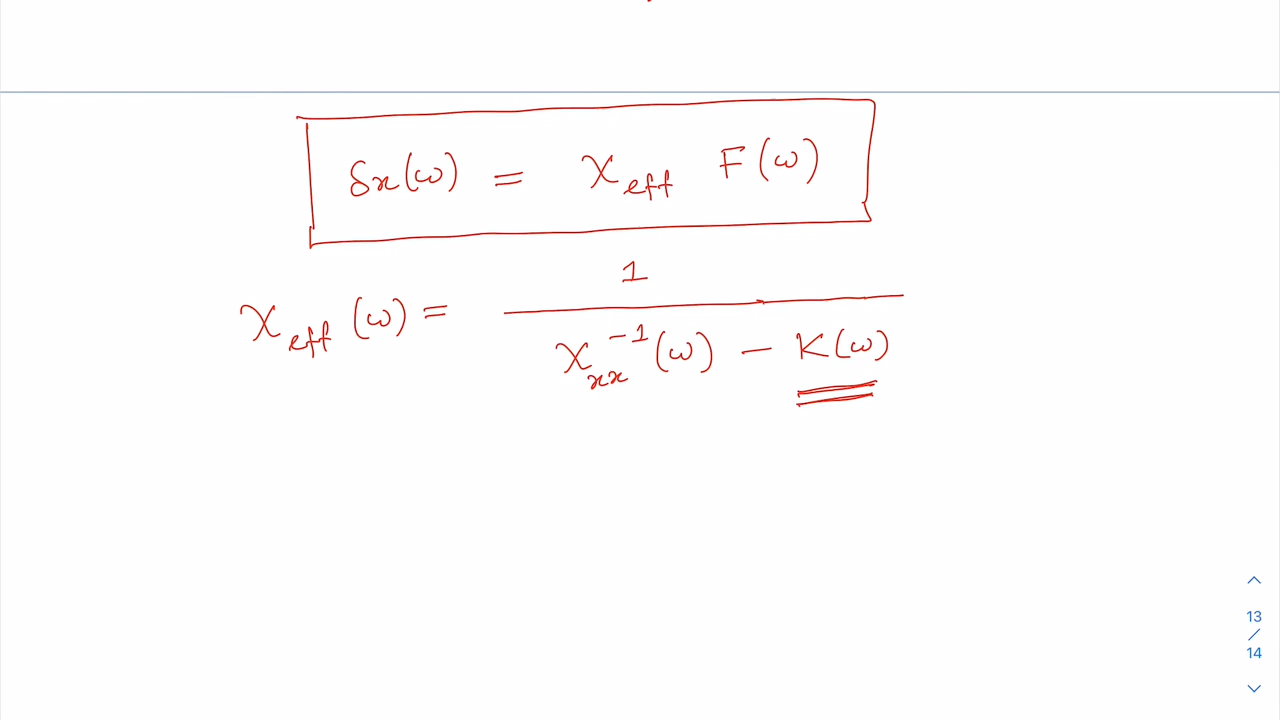 δx(ω) = χ_eff F(ω)
1
χ_eff (ω) =
χ_xx^-1 (ω) - K(ω)
13
/
14